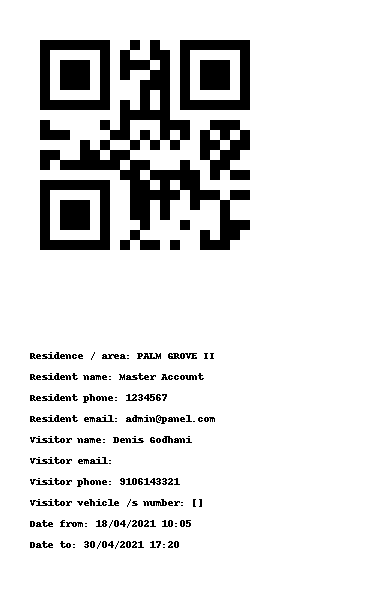 Residence / area: PALM GROVE II
Resident name: Master Account
Resident phone: 1234567
Resident email: admin@panel.com
Visitor name: Denis Godhani
Visitor email:
Visitor phone: 9106143321
Visitor vehicle /s number: []
Date from: 18/04/2021 10:05
Date to: 30/04/2021 17:20